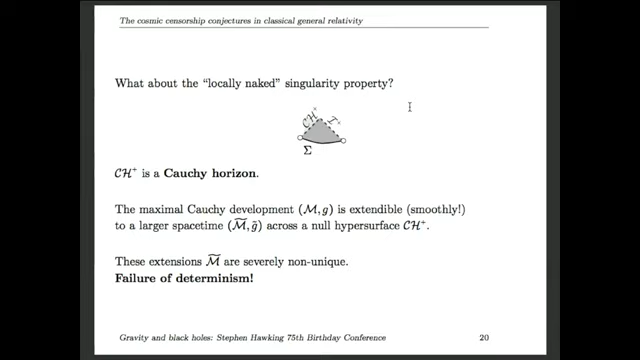 The cosmic censorship conjectures in classical general relativity
What about the "locally naked" singularity property?
CH⁺ I⁺
Σ
CH⁺ is a Cauchy horizon.
The maximal Cauchy development (M, g) is extendible (smoothly!)
to a larger spacetime (M̃, g̃) across a null hypersurface CH⁺.
These extensions M̃ are severely non-unique.
Failure of determinism!
Gravity and black holes: Stephen Hawking 75th Birthday Conference 20